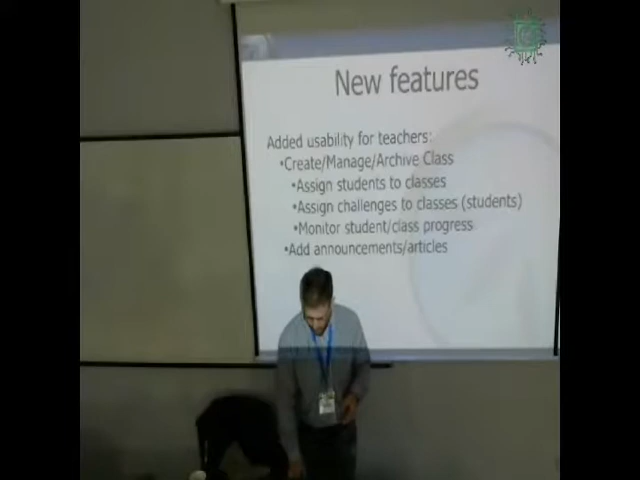 New features
Added usability for teachers:
•Create/Manage/Archive Class
•Assign students to classes
•Assign challenges to classes (students)
•Monitor student/class progress
•Add announcements/articles